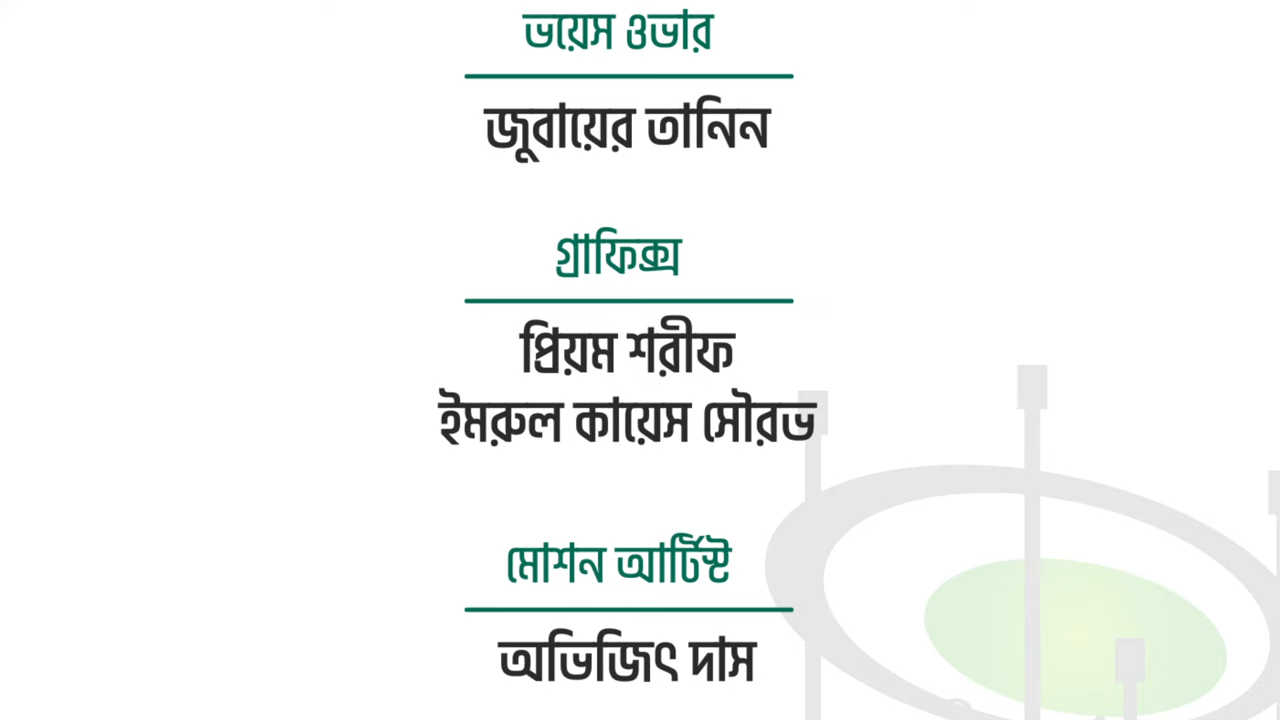 ভয়েস ওভার
জুবায়ের তানিন
গ্রাফিক্স
প্রিয়ম শরীফ
ইমরুল কায়েস সৌরভ
মোশন আর্টিস্ট
অভিজিৎ দাস